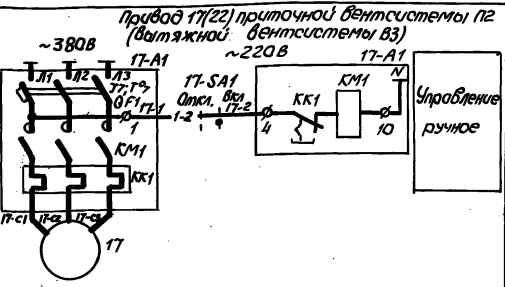 Привод 17(22) приточной вентсистемы П2
(вытяжной вентсистемы В3)
~380В
~220В
17-А1
17-А1
Л1 Л2 Л3
QF1
17-1
1
17-SA1
Откл. Вкл
1-2 17-2
4
КК1
КМ1
10
N
Управление
ручное
КМ1
КК1
17-С1 17-С2 17-С3
17